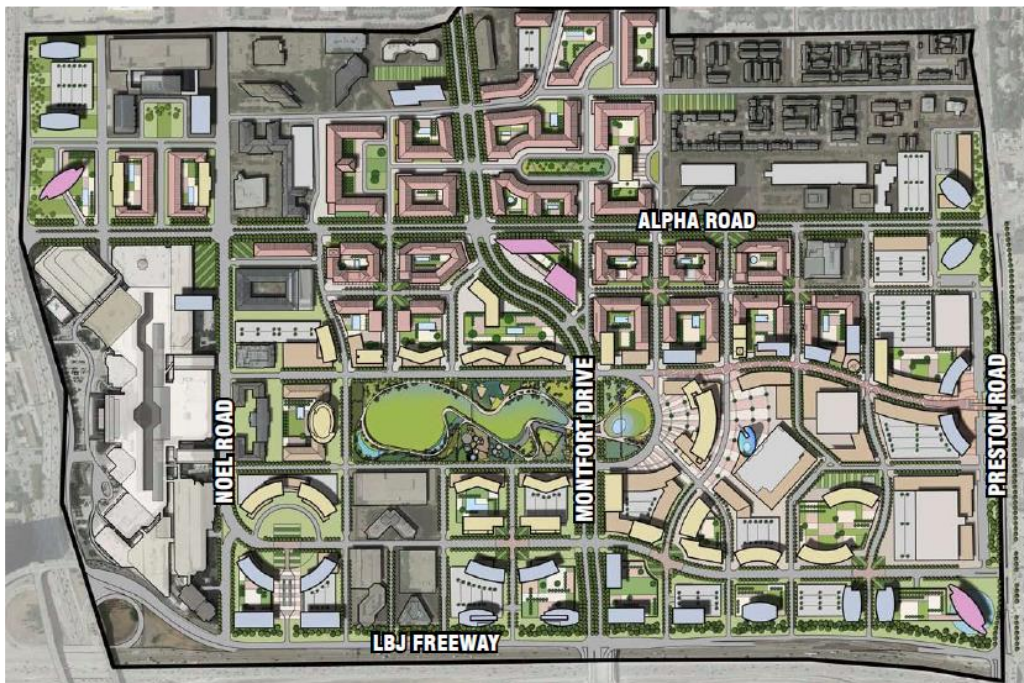 ALPHA ROAD
NOEL ROAD
MONTFORT DRIVE
PRESTON ROAD
LBJ FREEWAY